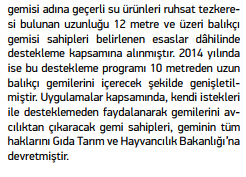 gemisi adına geçerli su ürünleri ruhsat tezkere-
si bulunan uzunluğu 12 metre ve üzeri balıkçı
gemisi sahipleri belirlenen esaslar dâhilinde
destekleme kapsamına alınmıştır. 2014 yılında
ise bu destekleme programı 10 metreden uzun
balıkçı gemilerini içerecek şekilde genişletil-
miştir. Uygulamalar kapsamında, kendi istekleri
ile desteklemeden faydalanarak gemilerini av-
cılıktan çıkaracak gemi sahipleri, geminin tüm
haklarını Gıda Tarım ve Hayvancılık Bakanlığı'na
devretmiştir.